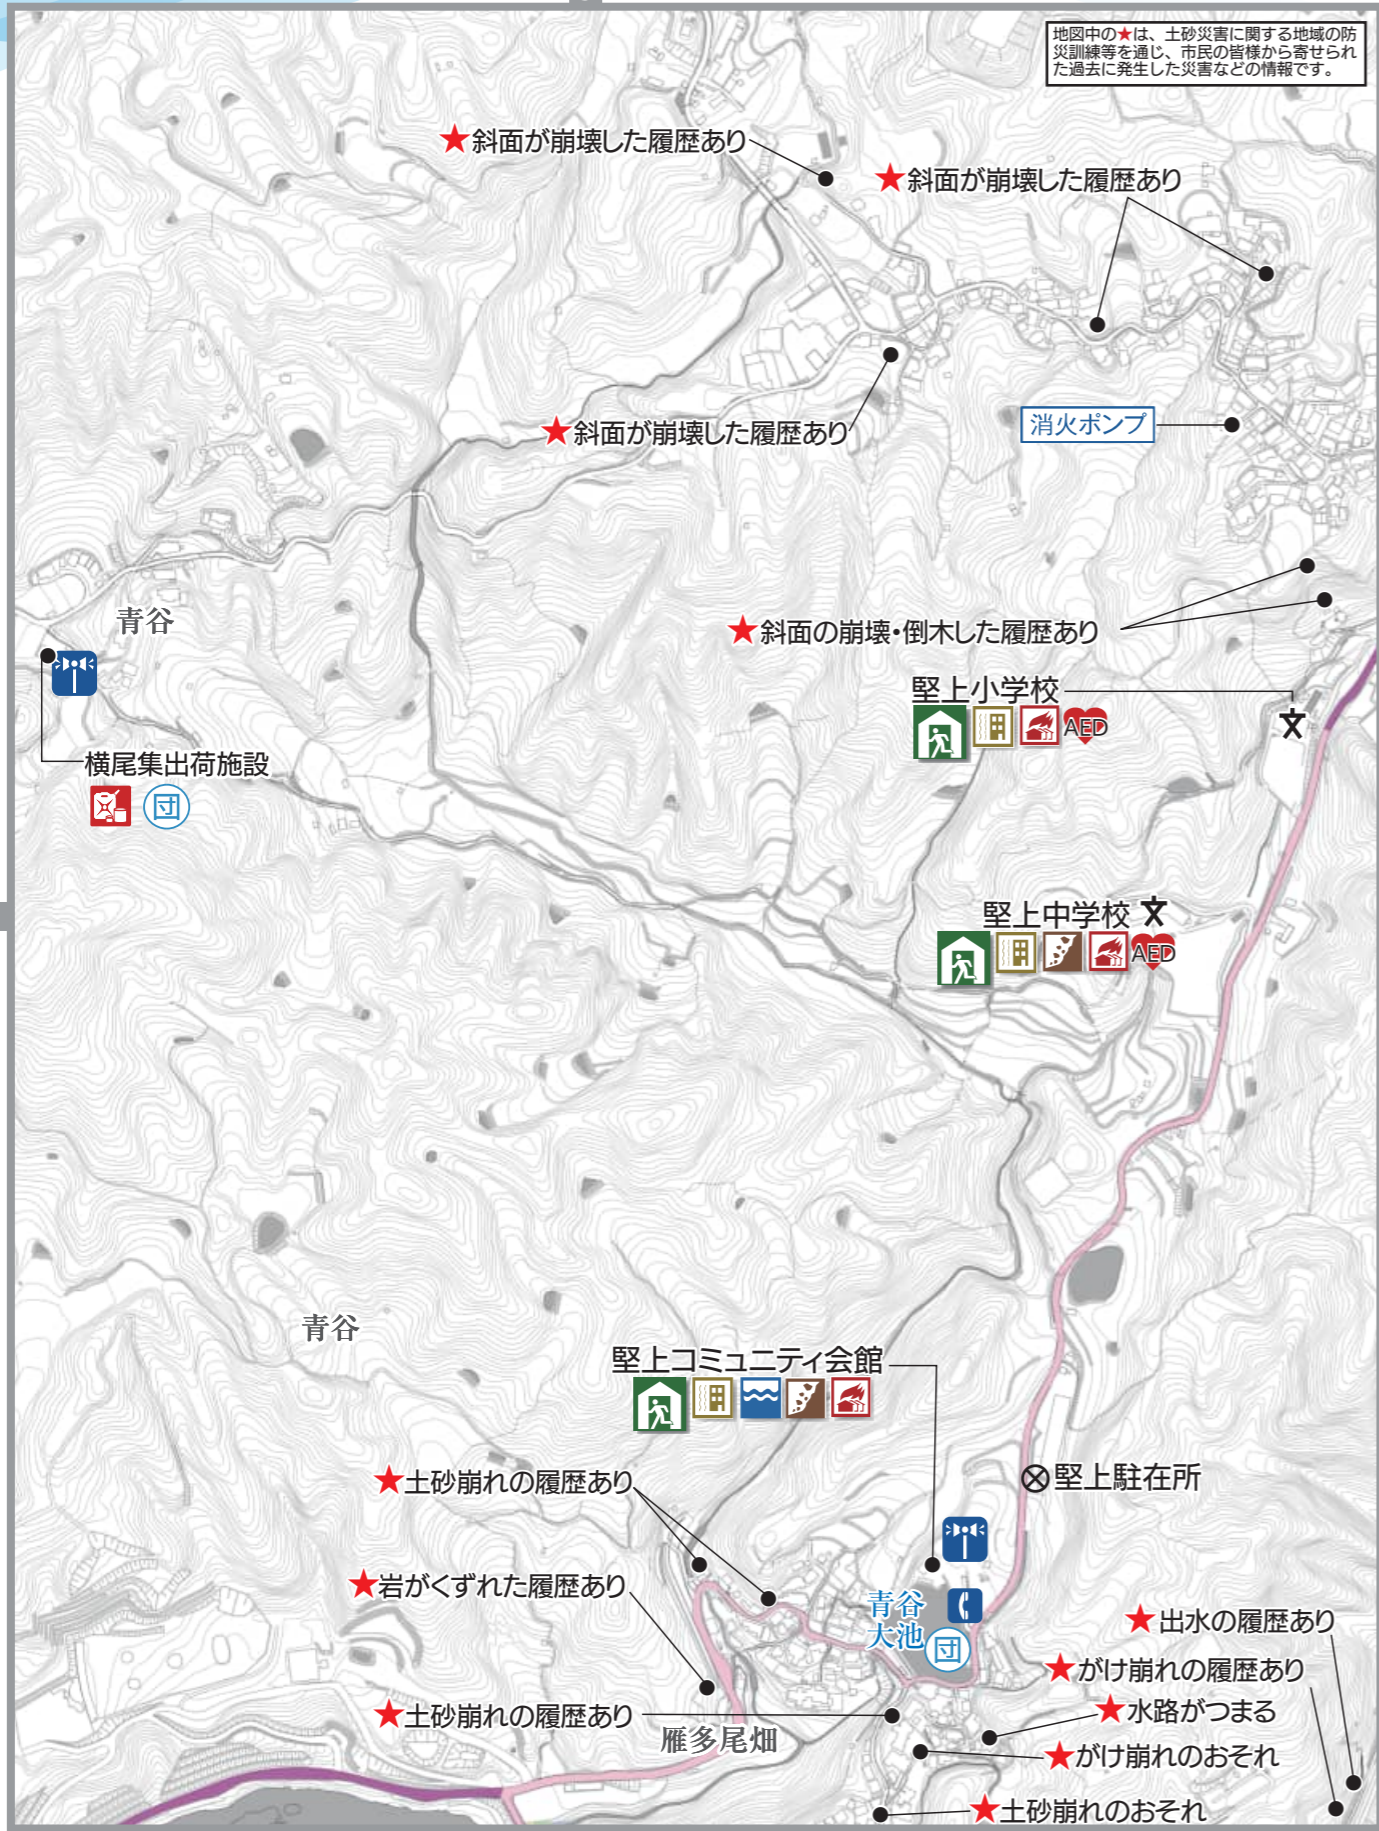 地図中の★は、土砂災害に関する地域の防
災訓練等を通じ、市民の皆様から寄せられ
た過去に発生した災害などの情報です。
★斜面が崩壊した履歴あり
★斜面が崩壊した履歴あり
★斜面が崩壊した履歴あり
消火ポンプ
青谷
★斜面の崩壊・倒木した履歴あり
堅上小学校
AED
文
横尾集出荷施設
団
堅上中学校 文
AED
青谷
堅上コミュニティ会館
堅上駐在所
★土砂崩れの履歴あり
★岩がくずれた履歴あり
青谷
大池
団
★出水の履歴あり
★がけ崩れの履歴あり
★土砂崩れの履歴あり
★水路がつまる
雁多尾畑
★がけ崩れのおそれ
★土砂崩れのおそれ